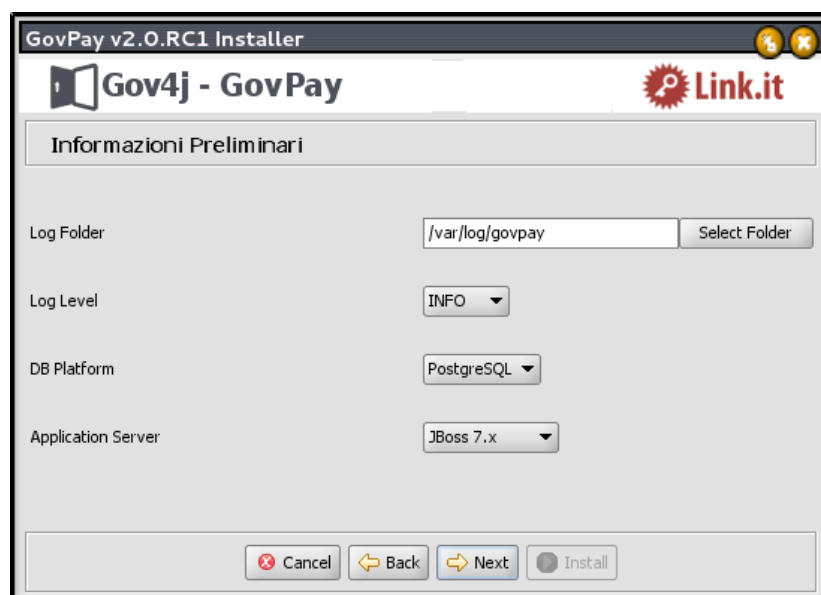 GovPay v2.0.RC1 Installer
Gov4j - GovPay
Link.it
Informazioni Preliminari
Log Folder
/var/log/govpay
Select Folder
Log Level
INFO
DB Platform
PostgreSQL
Application Server
JBoss 7.x
Cancel
Back
Next
Install